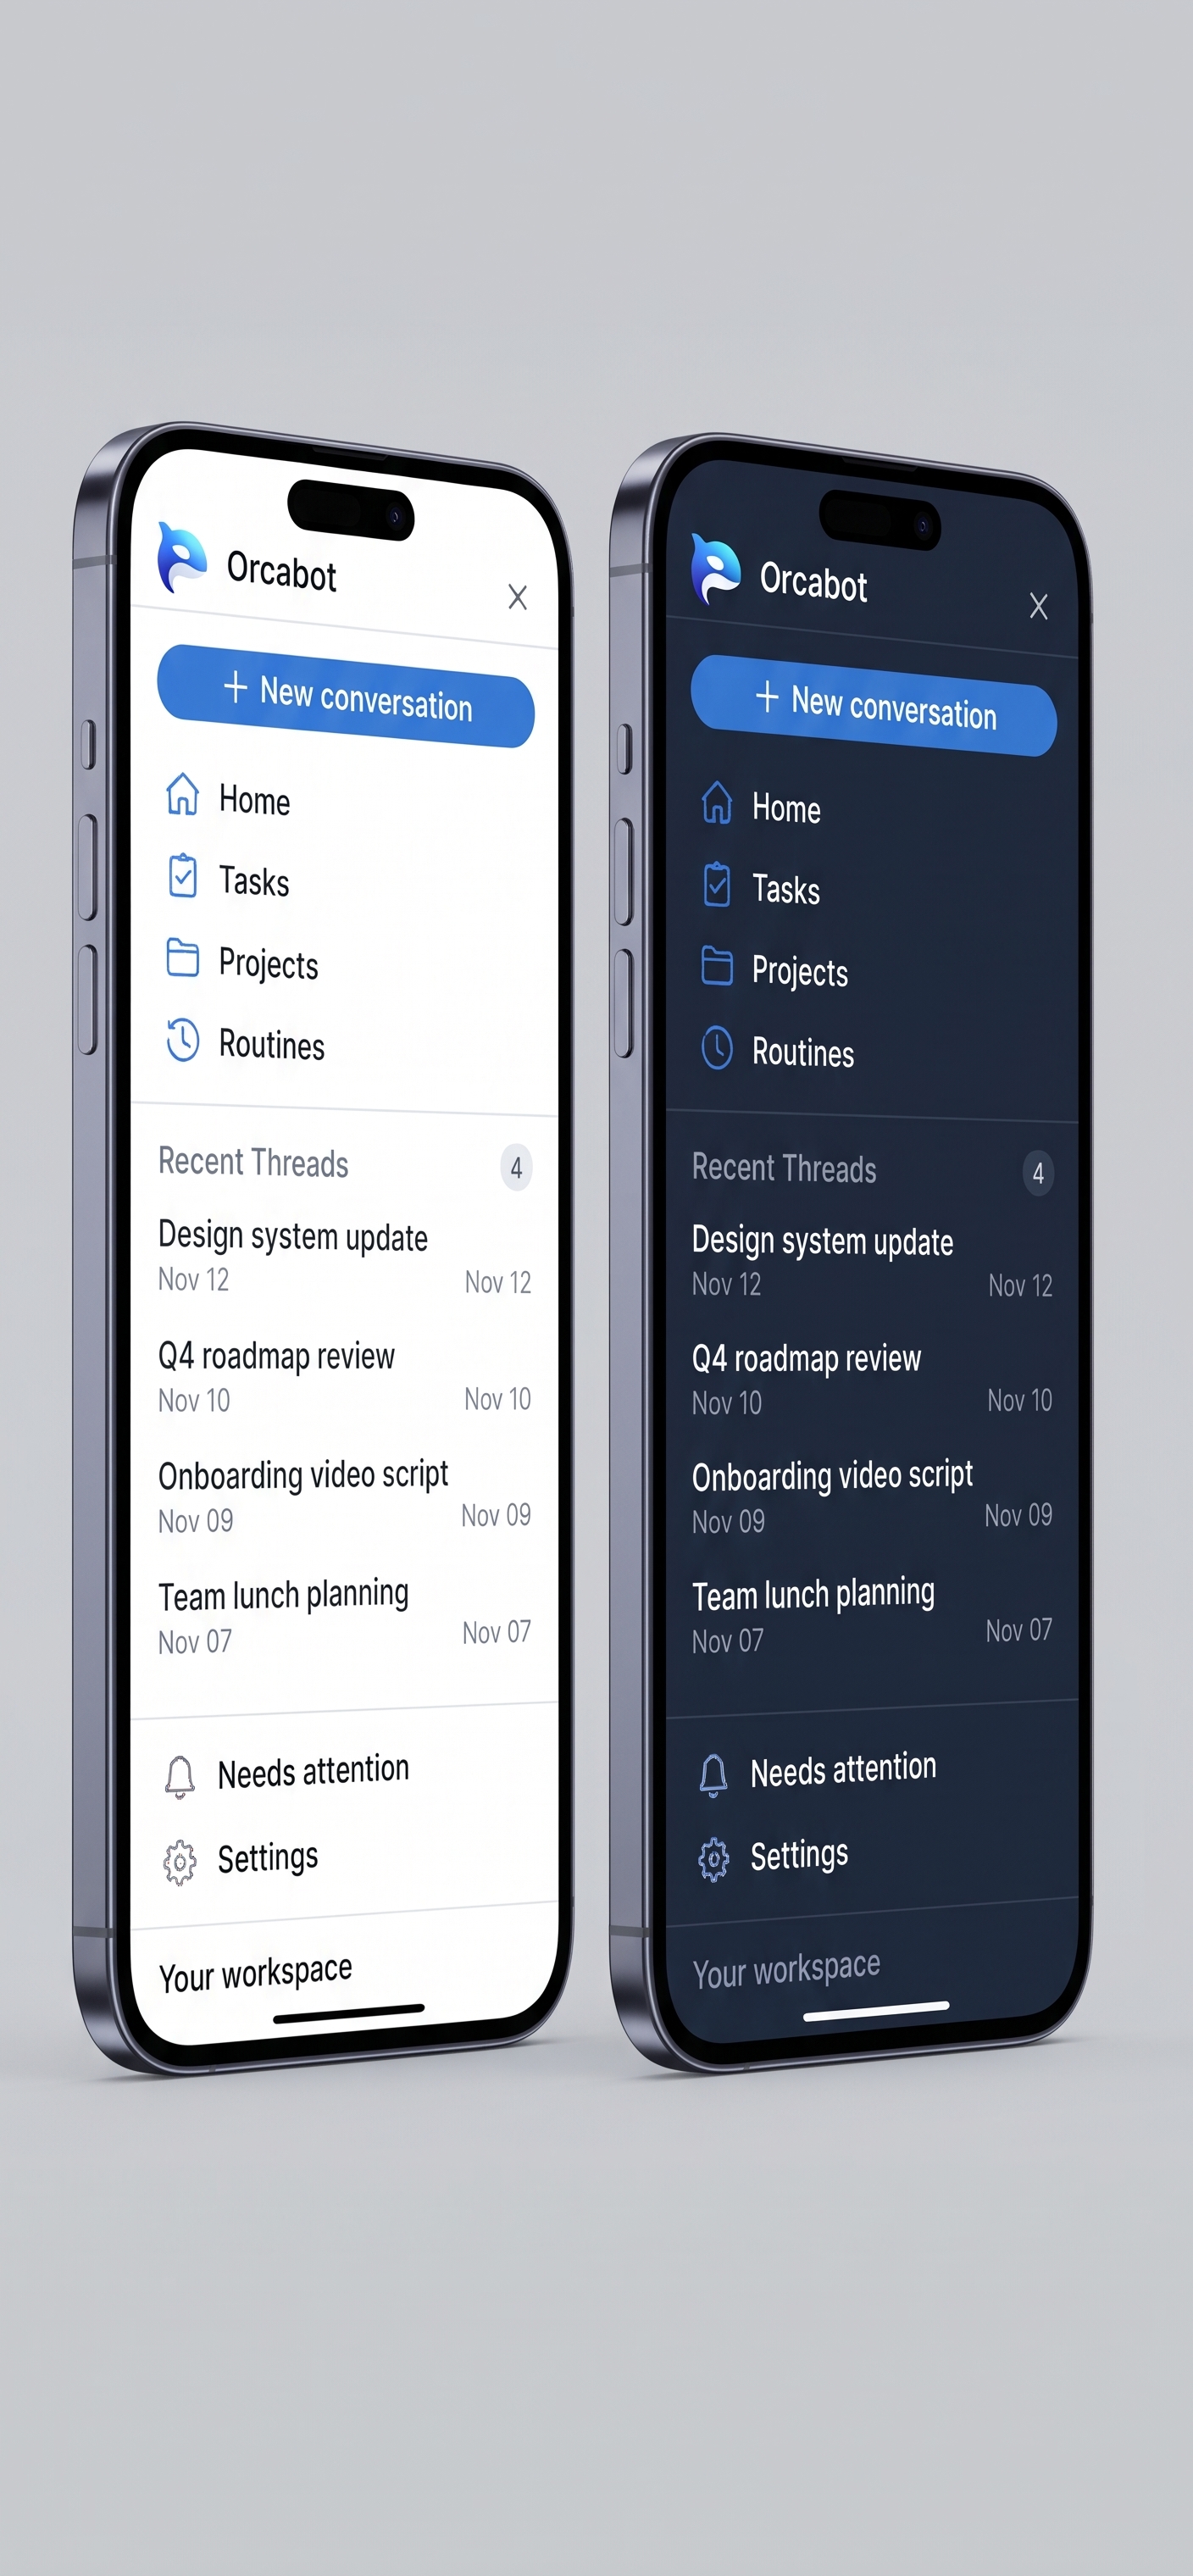 Orcabot
X
+ New conversation
Home
Tasks
Projects
Routines
Recent Threads 4
Design system update
Nov 12 Nov 12
Q4 roadmap review
Nov 10 Nov 10
Onboarding video script
Nov 09 Nov 09
Team lunch planning
Nov 07 Nov 07
Needs attention
Settings
Your workspace
Orcabot
X
+ New conversation
Home
Tasks
Projects
Routines
Recent Threads 4
Design system update
Nov 12 Nov 12
Q4 roadmap review
Nov 10 Nov 10
Onboarding video script
Nov 09 Nov 09
Team lunch planning
Nov 07 Nov 07
Needs attention
Settings
Your workspace